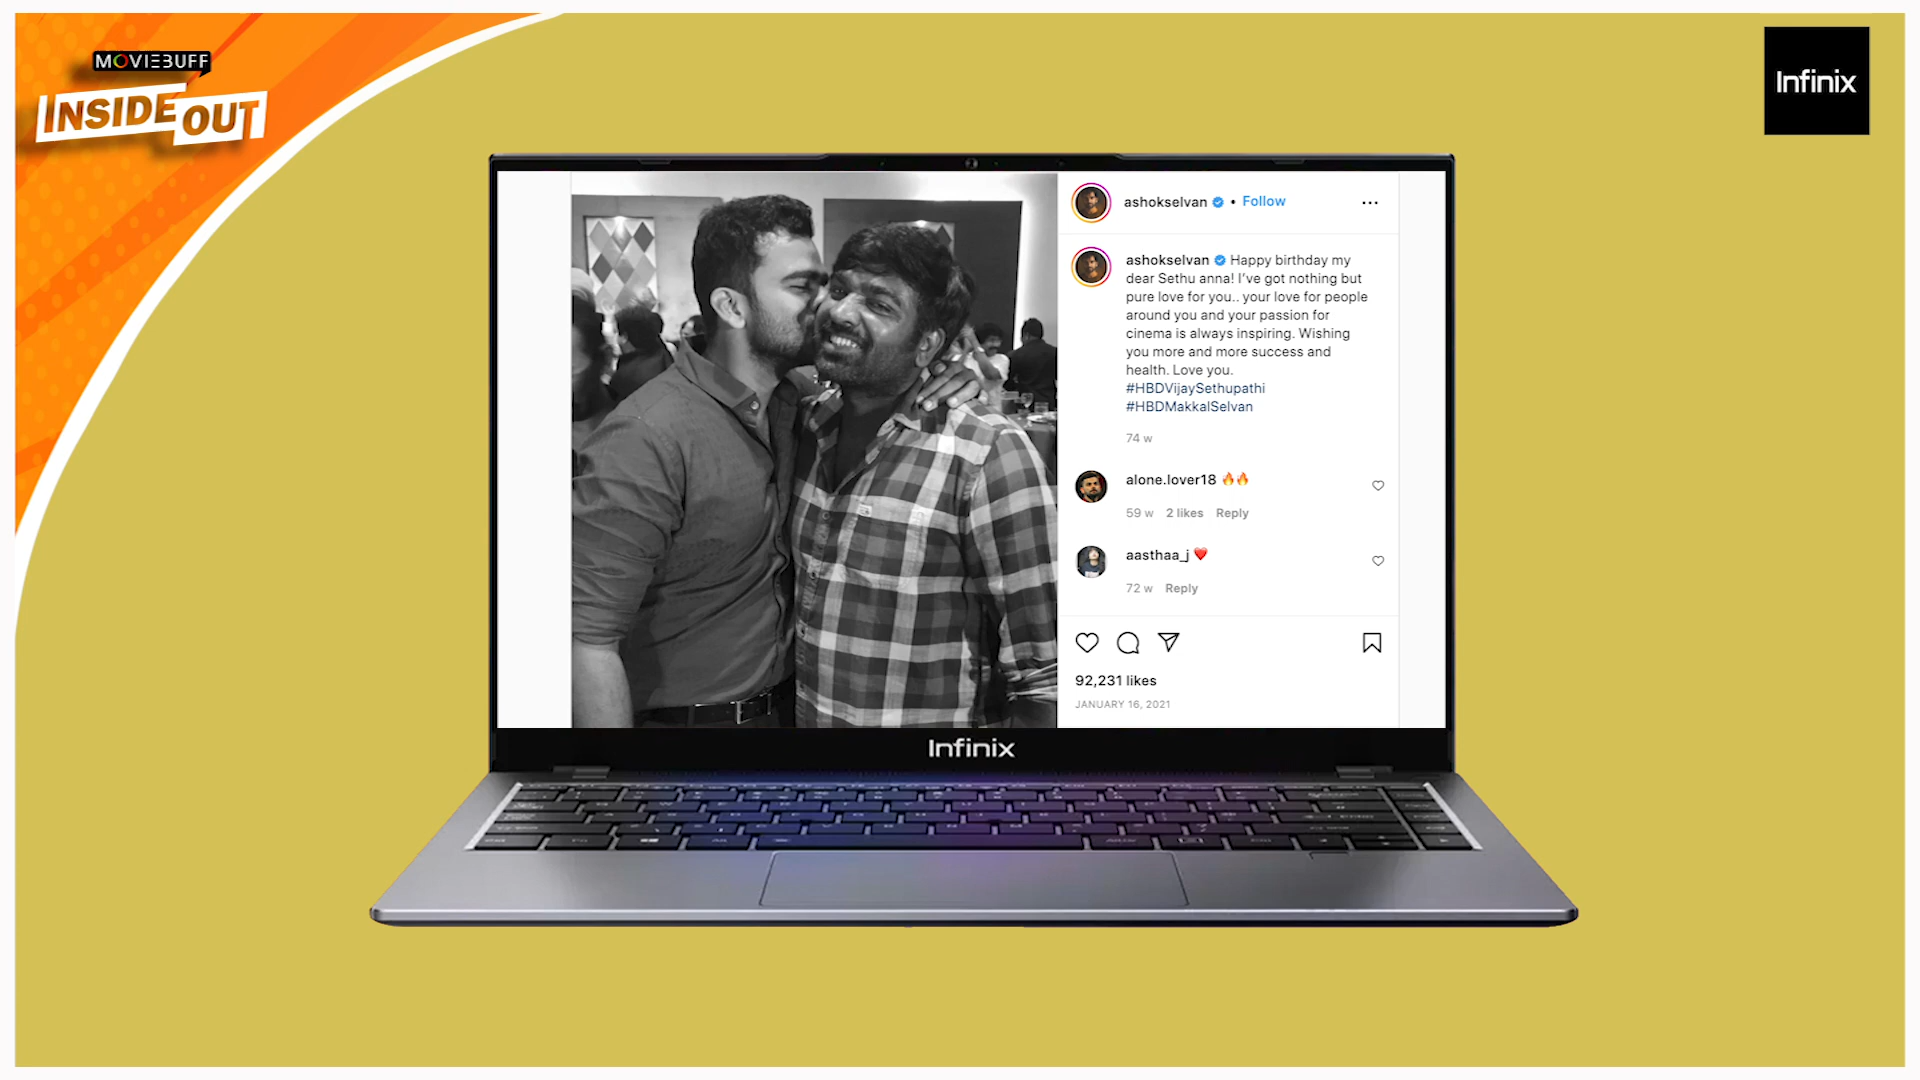 MOVIEBUFF
INSIDE OUT
Infinix
ashokselvan • Follow
ashokselvan Happy birthday my
dear Sethu anna! I've got nothing but
pure love for you.. your love for people
around you and your passion for
cinema is always inspiring. Wishing
you more and more success and
health. Love you.
#HBDVijaySethupathi
#HBDMakkalSelvan
74 w
alone.lover18 🔥🔥
59 w 2 likes Reply
aasthaa_j ❤️
72 w Reply
92,231 likes
JANUARY 16, 2021
Infinix